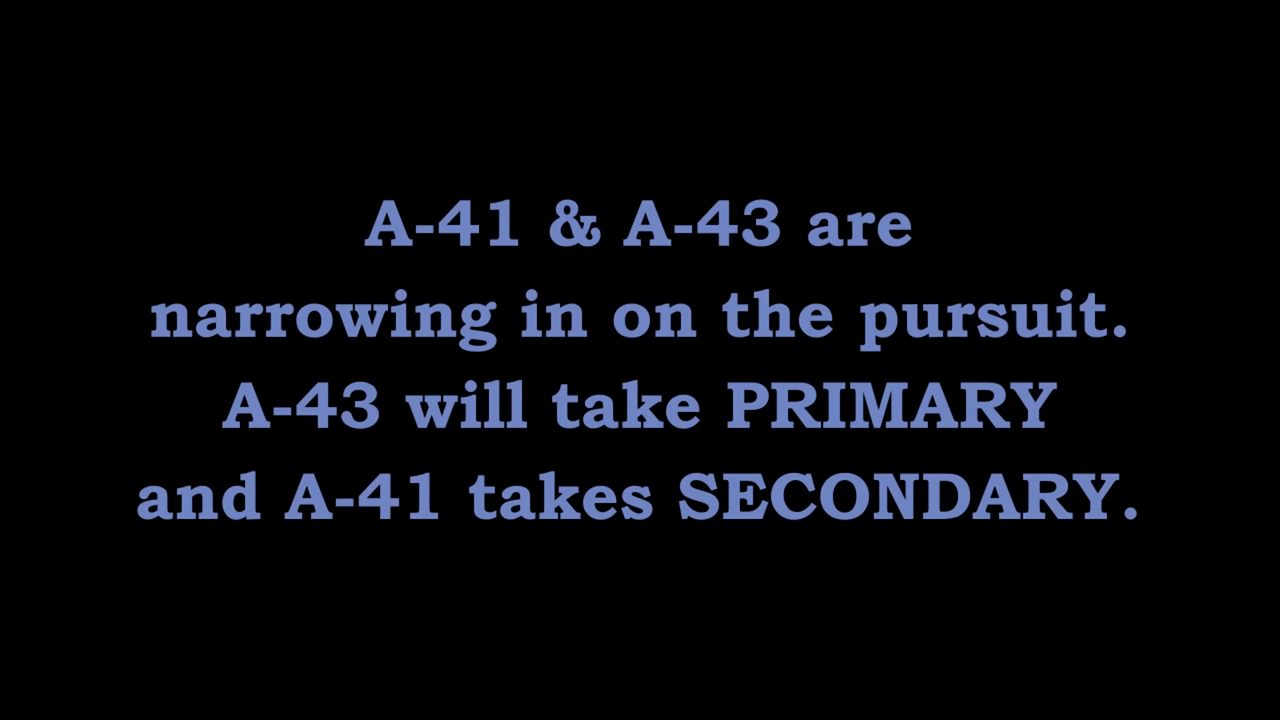 A-41 & A-43 are
narrowing in on the pursuit.
A-43 will take PRIMARY
and A-41 takes SECONDARY.